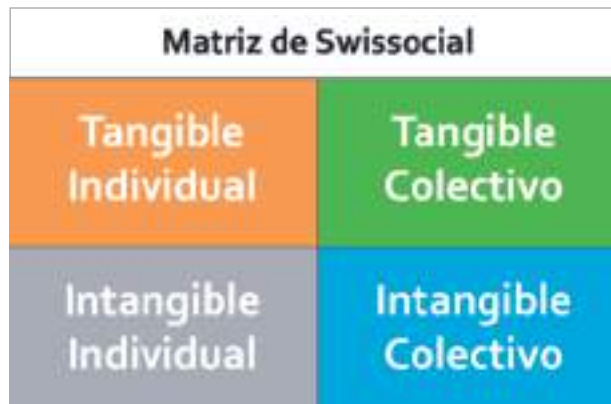 Matriz de Swissocial
Tangible
Individual
Tangible
Colectivo
Intangible
Individual
Intangible
Colectivo